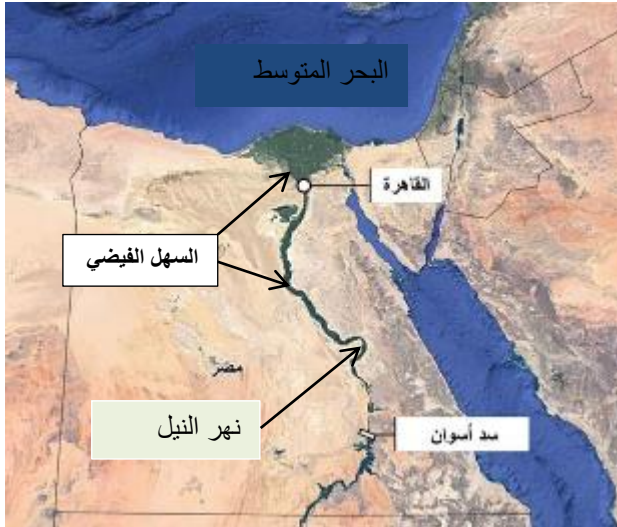 البحر المتوسط
القاهرة
السهل الفيضي
مصر
نهر النيل
سد أسوان